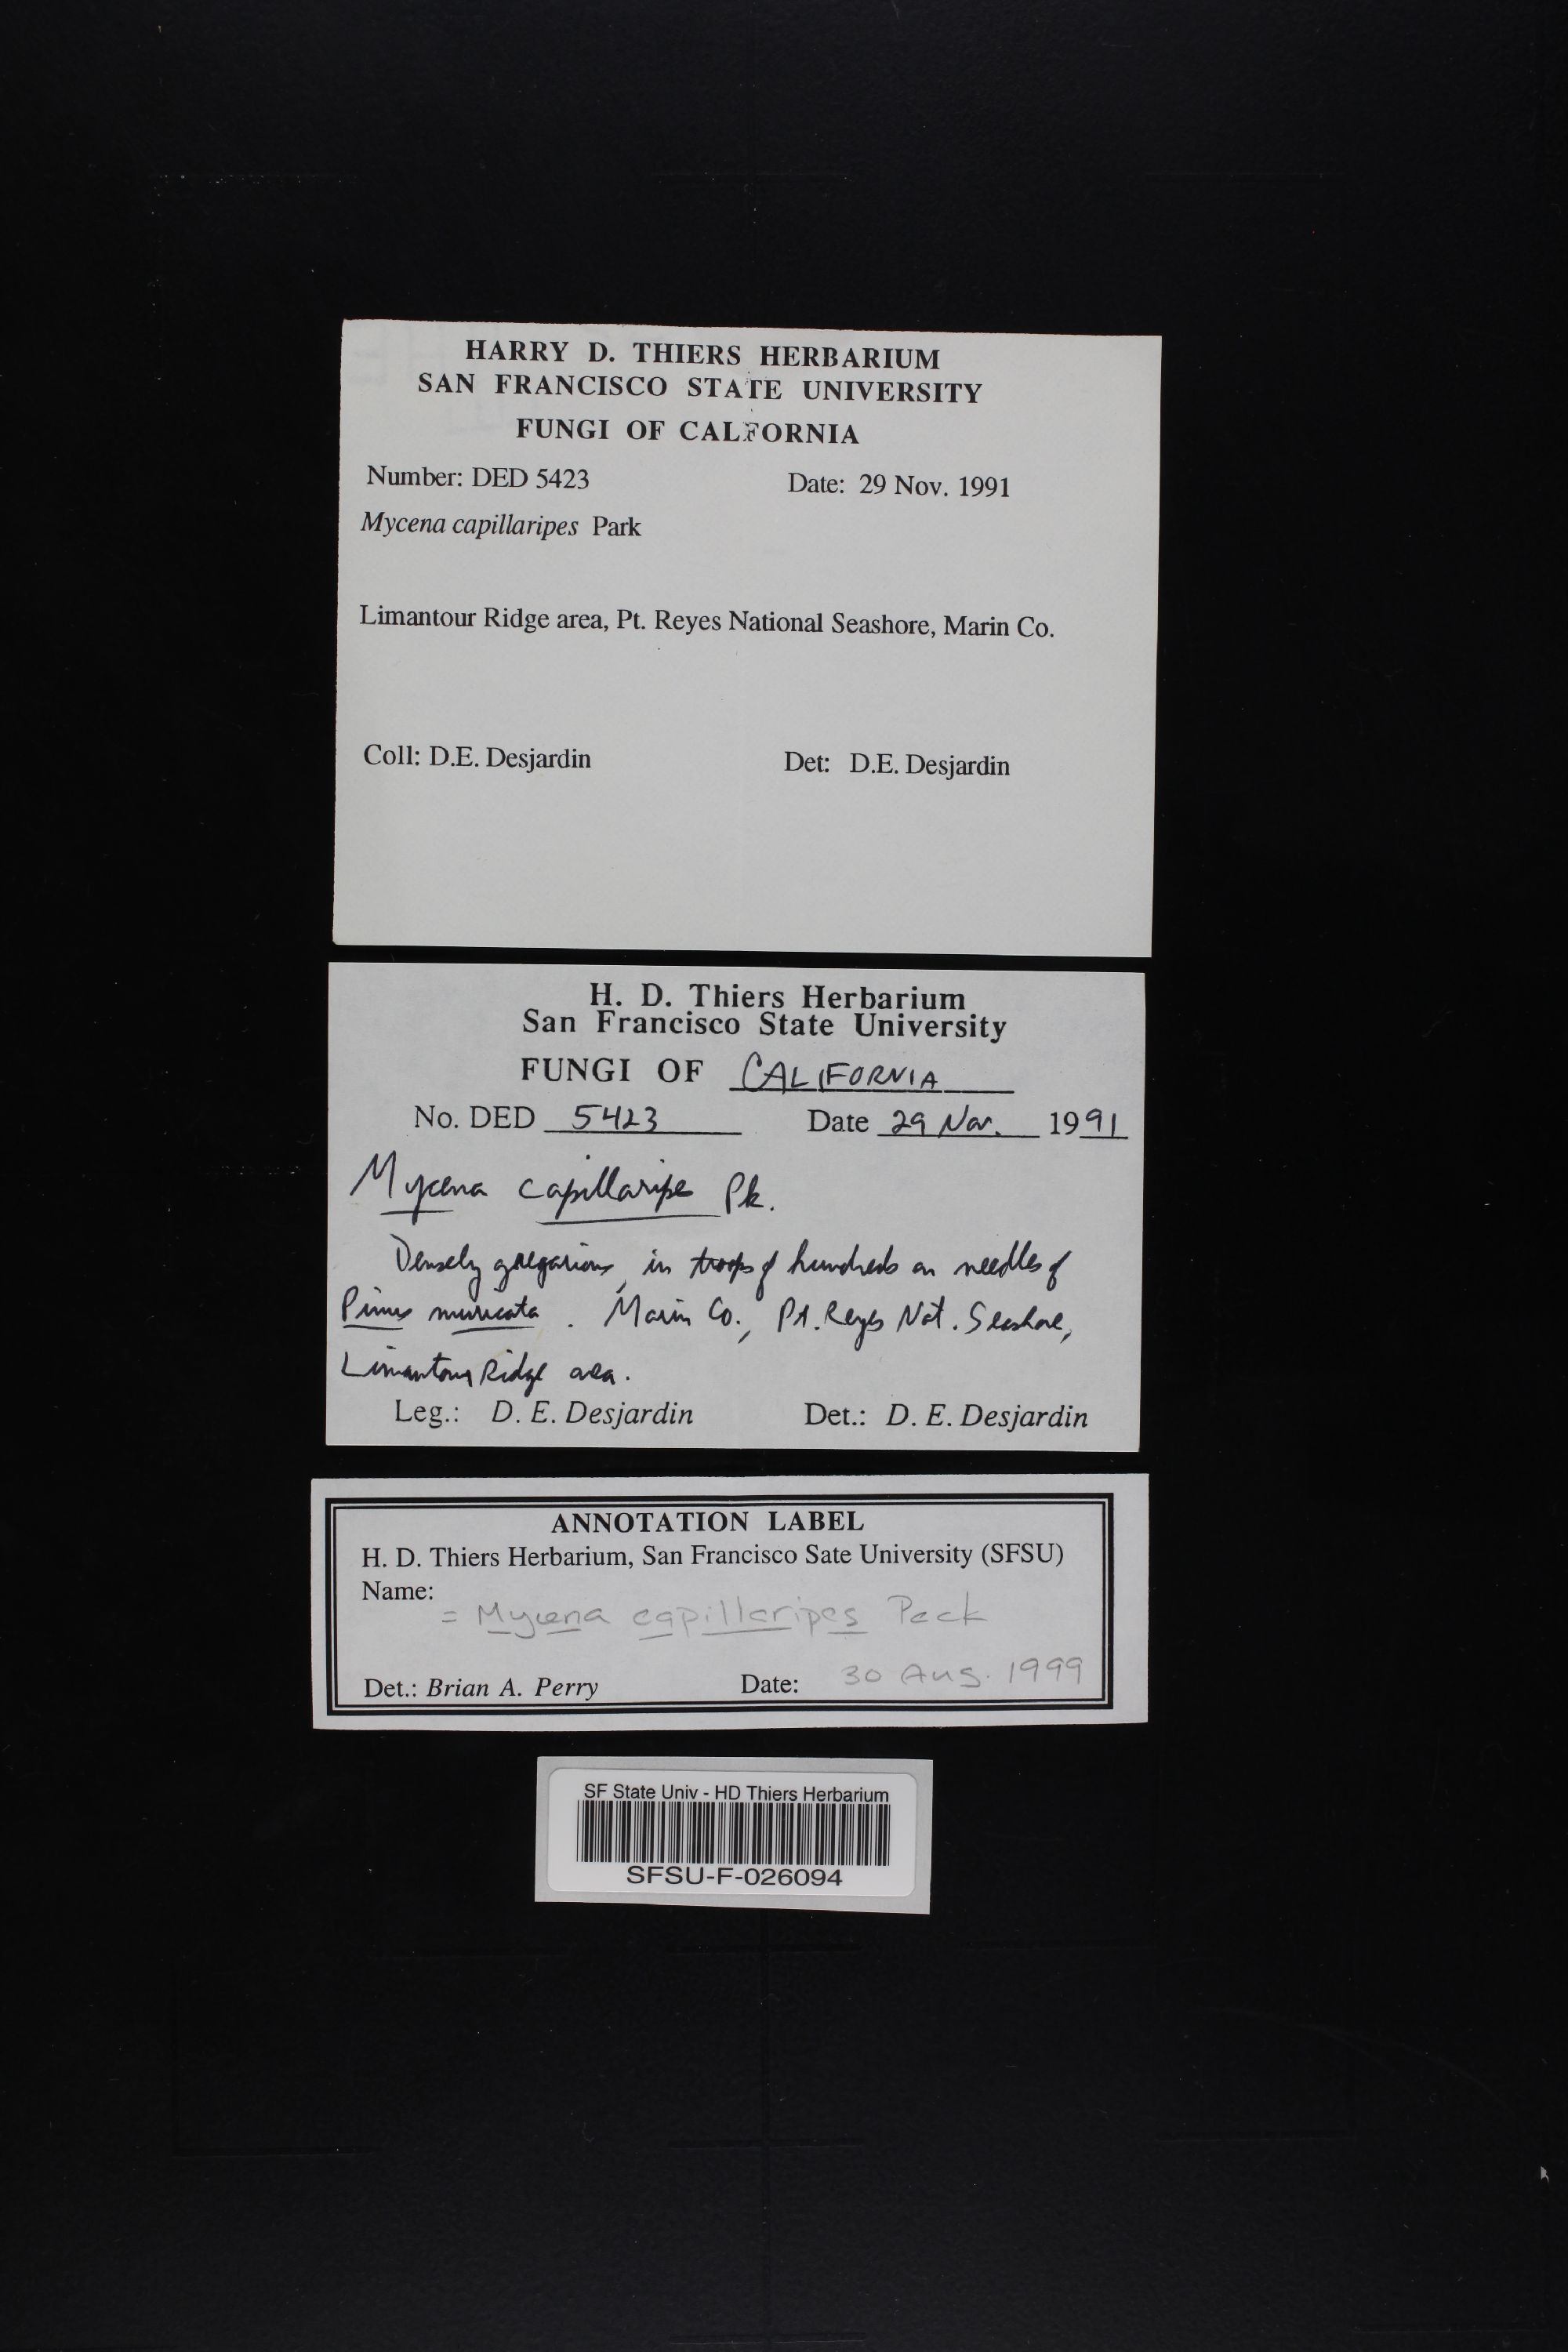 HARRY D. THIERS HERBARIUM
SAN FRANCISCO STATE UNIVERSITY
FUNGI OF CALIFORNIA
Number: DED 5423 Date: 29 Nov. 1991
Mycena capillaripes Park
Limantour Ridge area, Pt. Reyes National Seashore, Marin Co.
Coll: D.E. Desjardin Det: D.E. Desjardin
H. D. Thiers Herbarium
San Francisco State University
FUNGI OF CALIFORNIA
No. DED 5423 Date 29 Nov. 1991
Mycena capillaripes Pk.
Densely gregarious, in troops of hundreds on needles of
Pinus muricata. Marin Co., Pt. Reyes Nat. Seashore,
Limantour Ridge area.
Leg.: D. E. Desjardin Det.: D. E. Desjardin
ANNOTATION LABEL
H. D. Thiers Herbarium, San Francisco Sate University (SFSU)
Name:
= Mycena capillaripes Peck
Det.: Brian A. Perry Date: 30 Aug. 1999
SF State Univ - HD Thiers Herbarium
SFSU-F-026094